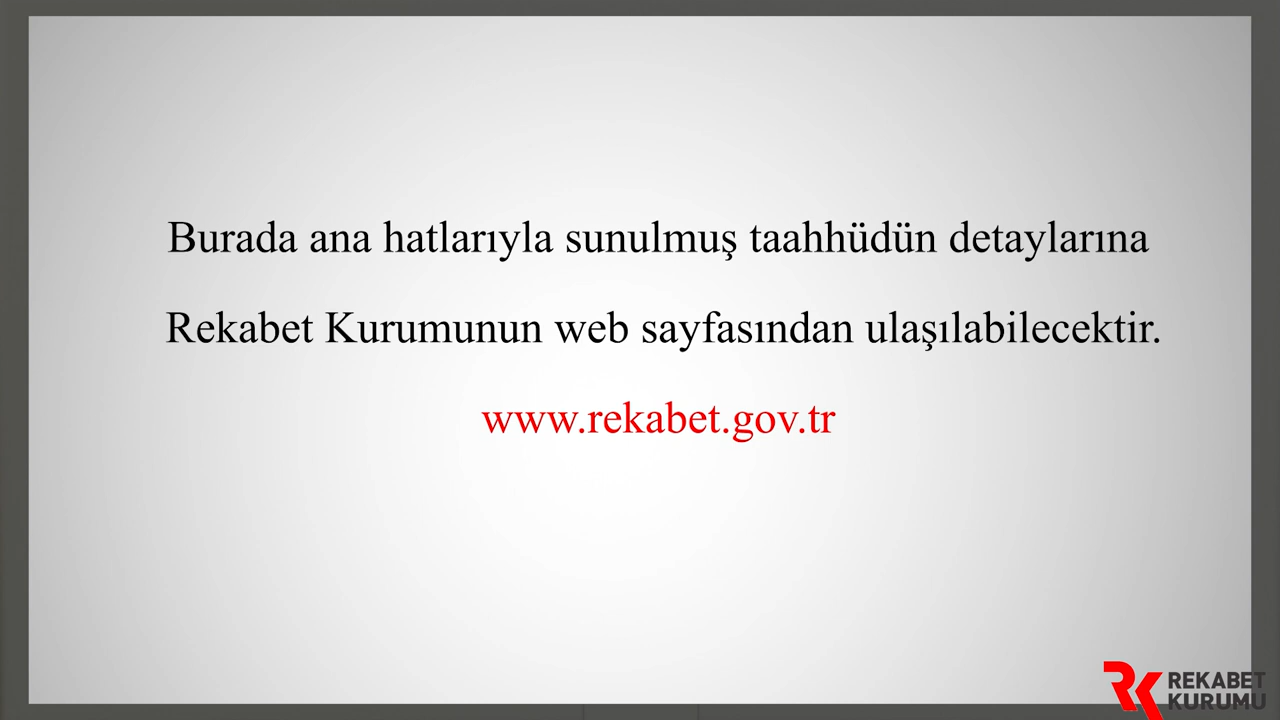 Burada ana hatlarıyla sunulmuş taahhüdün detaylarına
Rekabet Kurumunun web sayfasından ulaşılabilecektir.
www.rekabet.gov.tr
REKABET
KURUMU